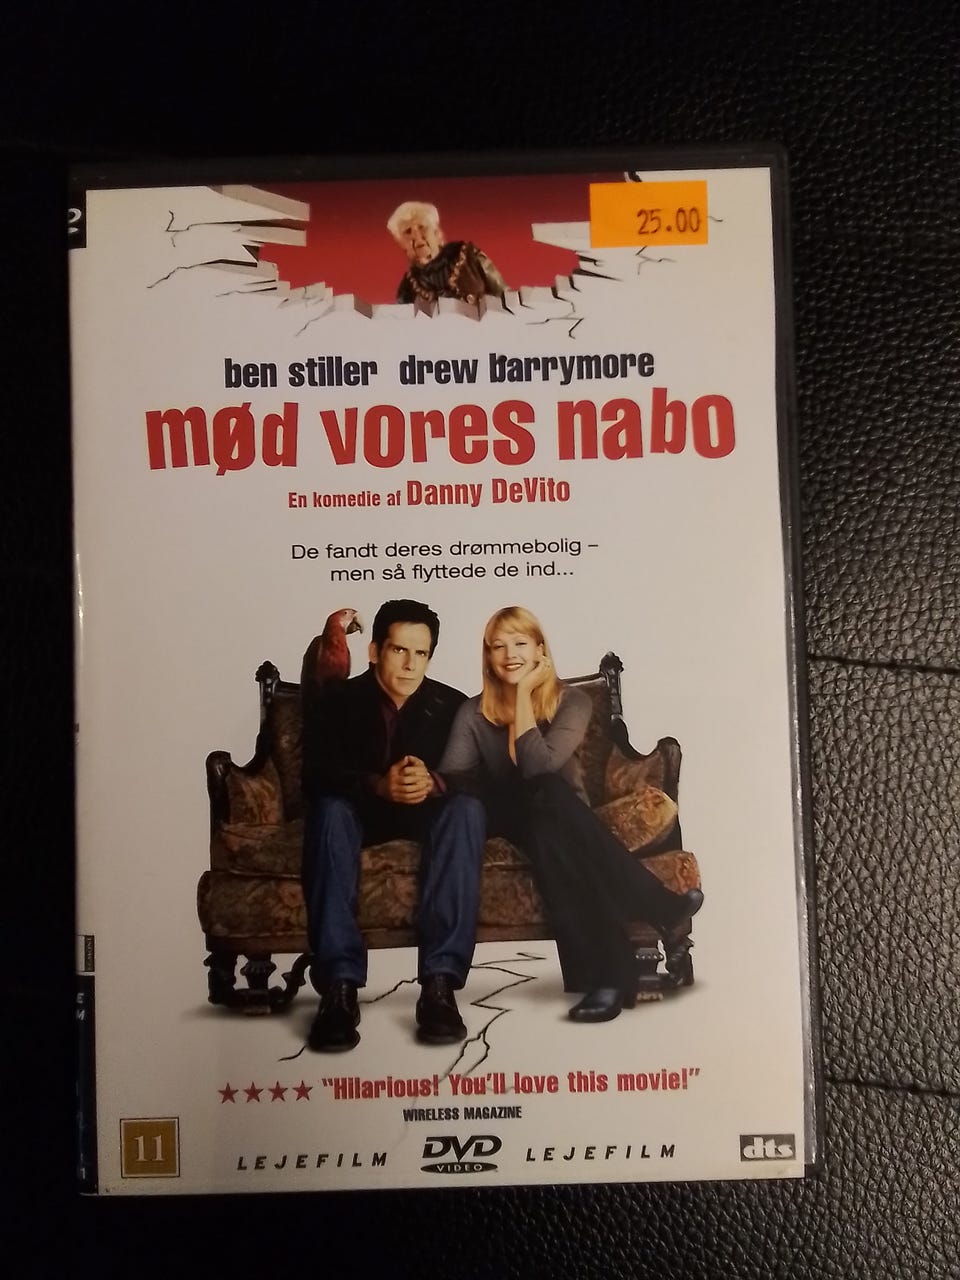 25.00
ben stiller drew barrymore
mød vores nabo
En komedie af Danny DeVito
De fandt deres drømmebolig –
men så flyttede de ind...
★★★★ "Hilarious! You'll love this movie!"
WIRELESS MAGAZINE
11
LEJEFILM DVD VIDEO LEJEFILM
dts
EGMONT